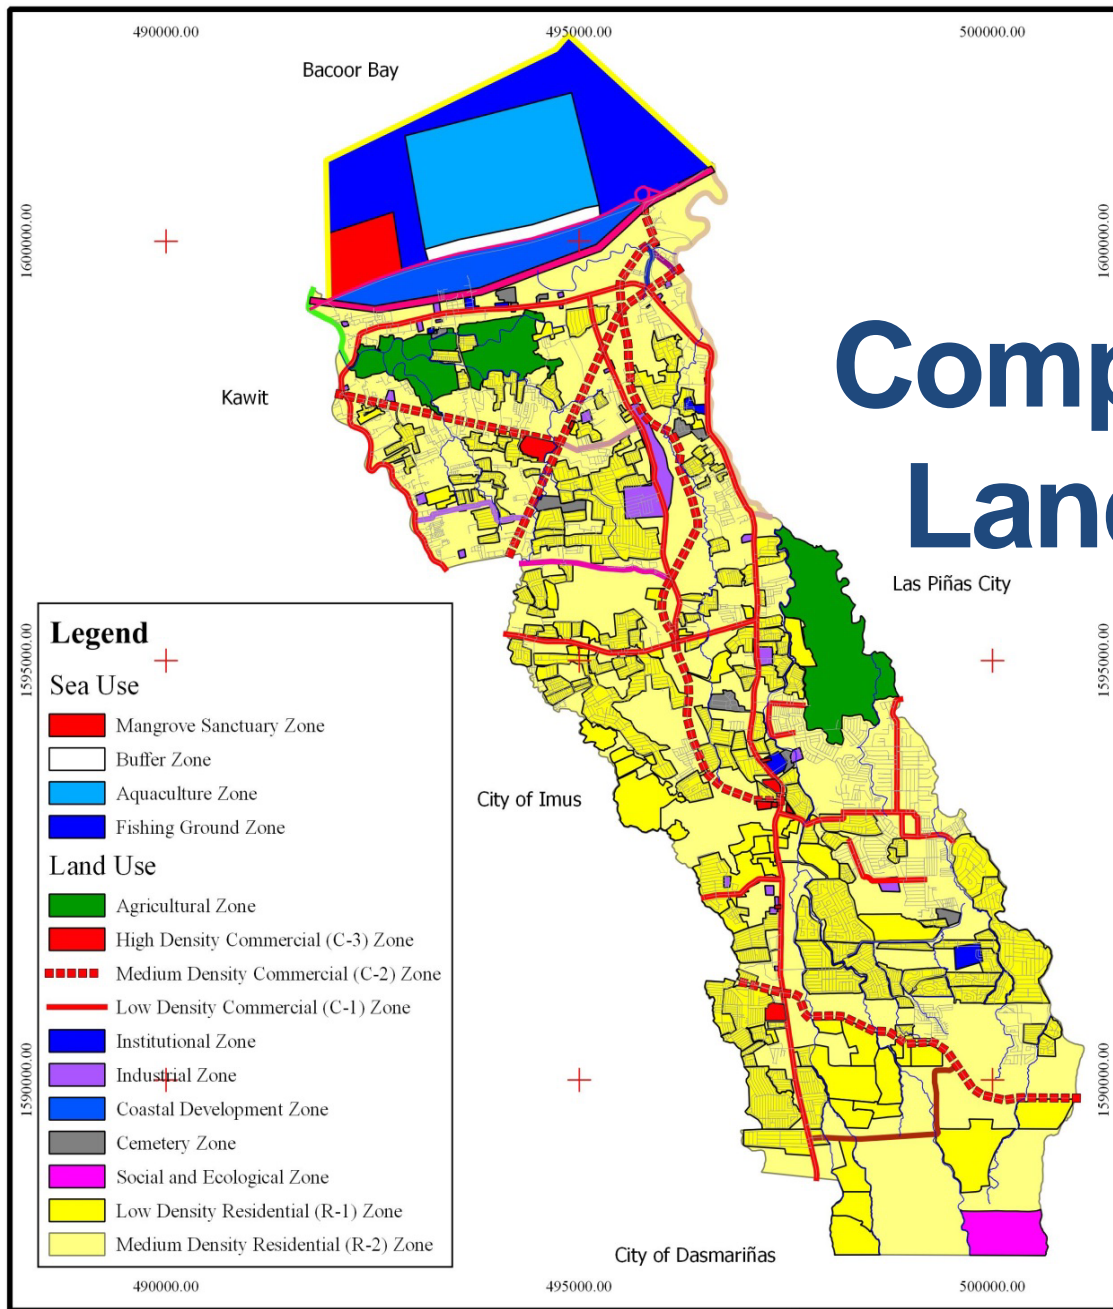 490000.00
495000.00
500000.00
Bacoor Bay
1600000.00
1600000.00
Comp
Kawit
Land
Las Piñas City
1595000.00
1595000.00
Legend
Sea Use
Mangrove Sanctuary Zone
Buffer Zone
Aquaculture Zone
Fishing Ground Zone
Land Use
Agricultural Zone
High Density Commercial (C-3) Zone
Medium Density Commercial (C-2) Zone
Low Density Commercial (C-1) Zone
Institutional Zone
Industrial Zone
Coastal Development Zone
Cemetery Zone
Social and Ecological Zone
Low Density Residential (R-1) Zone
Medium Density Residential (R-2) Zone
City of Imus
1590000.00
1590000.00
City of Dasmariñas
490000.00
495000.00
500000.00